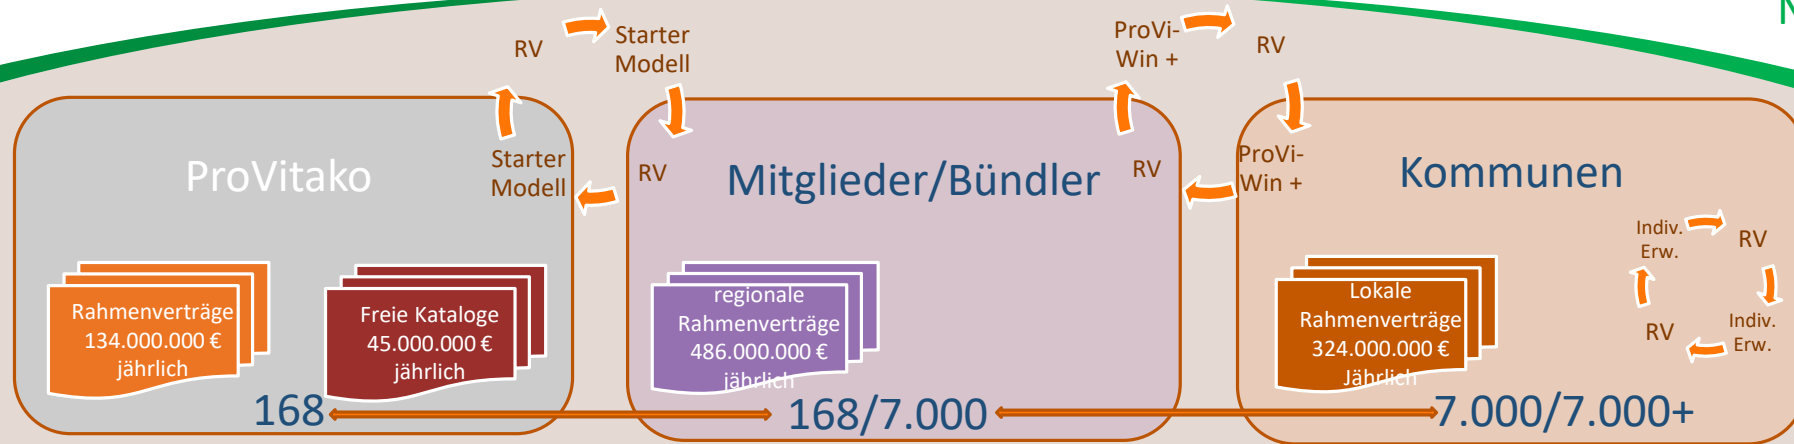 N
RV
Starter
Modell
ProVi-
Win +
RV
ProVitako
Starter
Modell
RV
Mitglieder/Bündler
RV
ProVi-
Win +
Kommunen
Indiv.
Erw.
RV
RV
Indiv.
Erw.
Rahmenverträge
134.000.000 €
jährlich
Freie Kataloge
45.000.000 €
jährlich
regionale
Rahmenverträge
486.000.000 €
jährlich
Lokale
Rahmenverträge
324.000.000 €
Jährlich
168
168/7.000
7.000/7.000+